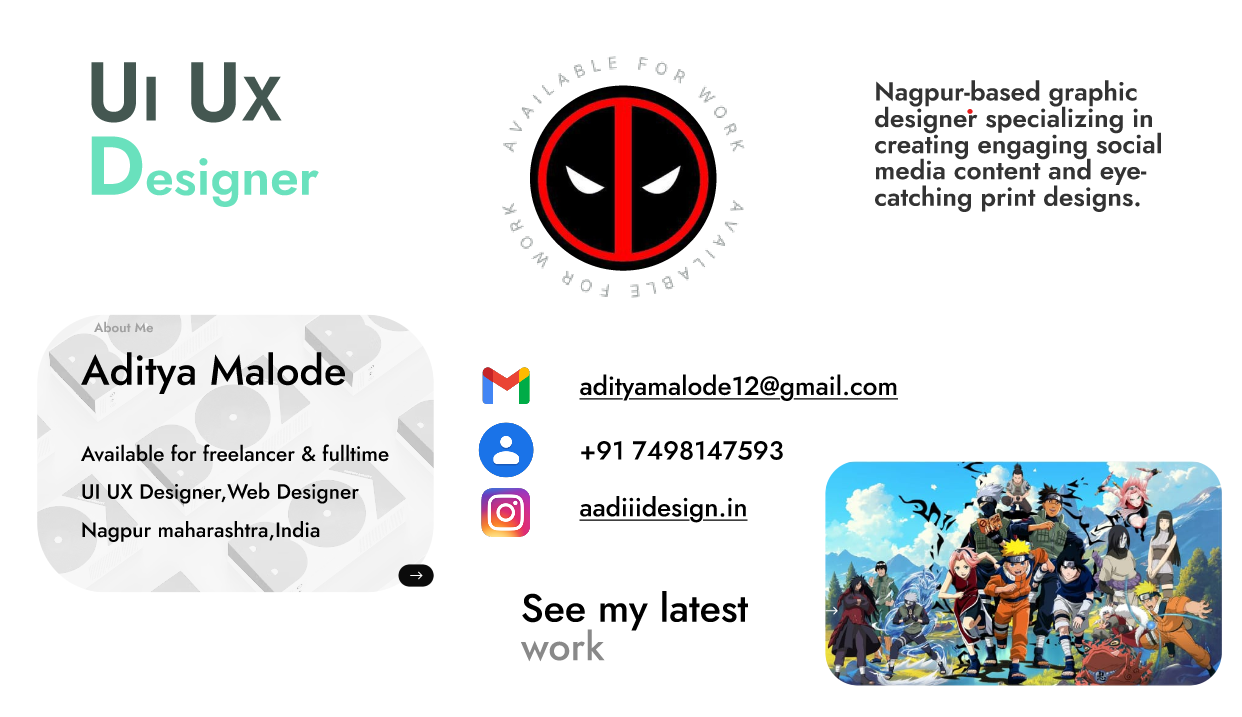 UI UX
Designer
AVAILABLE FOR WORK
AVAILABLE FOR WORK
Nagpur-based graphic
designer specializing in
creating engaging social
media content and eye-
catching print designs.
About Me
Aditya Malode
Available for freelancer & fulltime
UI UX Designer,Web Designer
Nagpur maharashtra,India
adityamalode12@gmail.com
+91 7498147593
aadiiidesign.in
See my latest
work